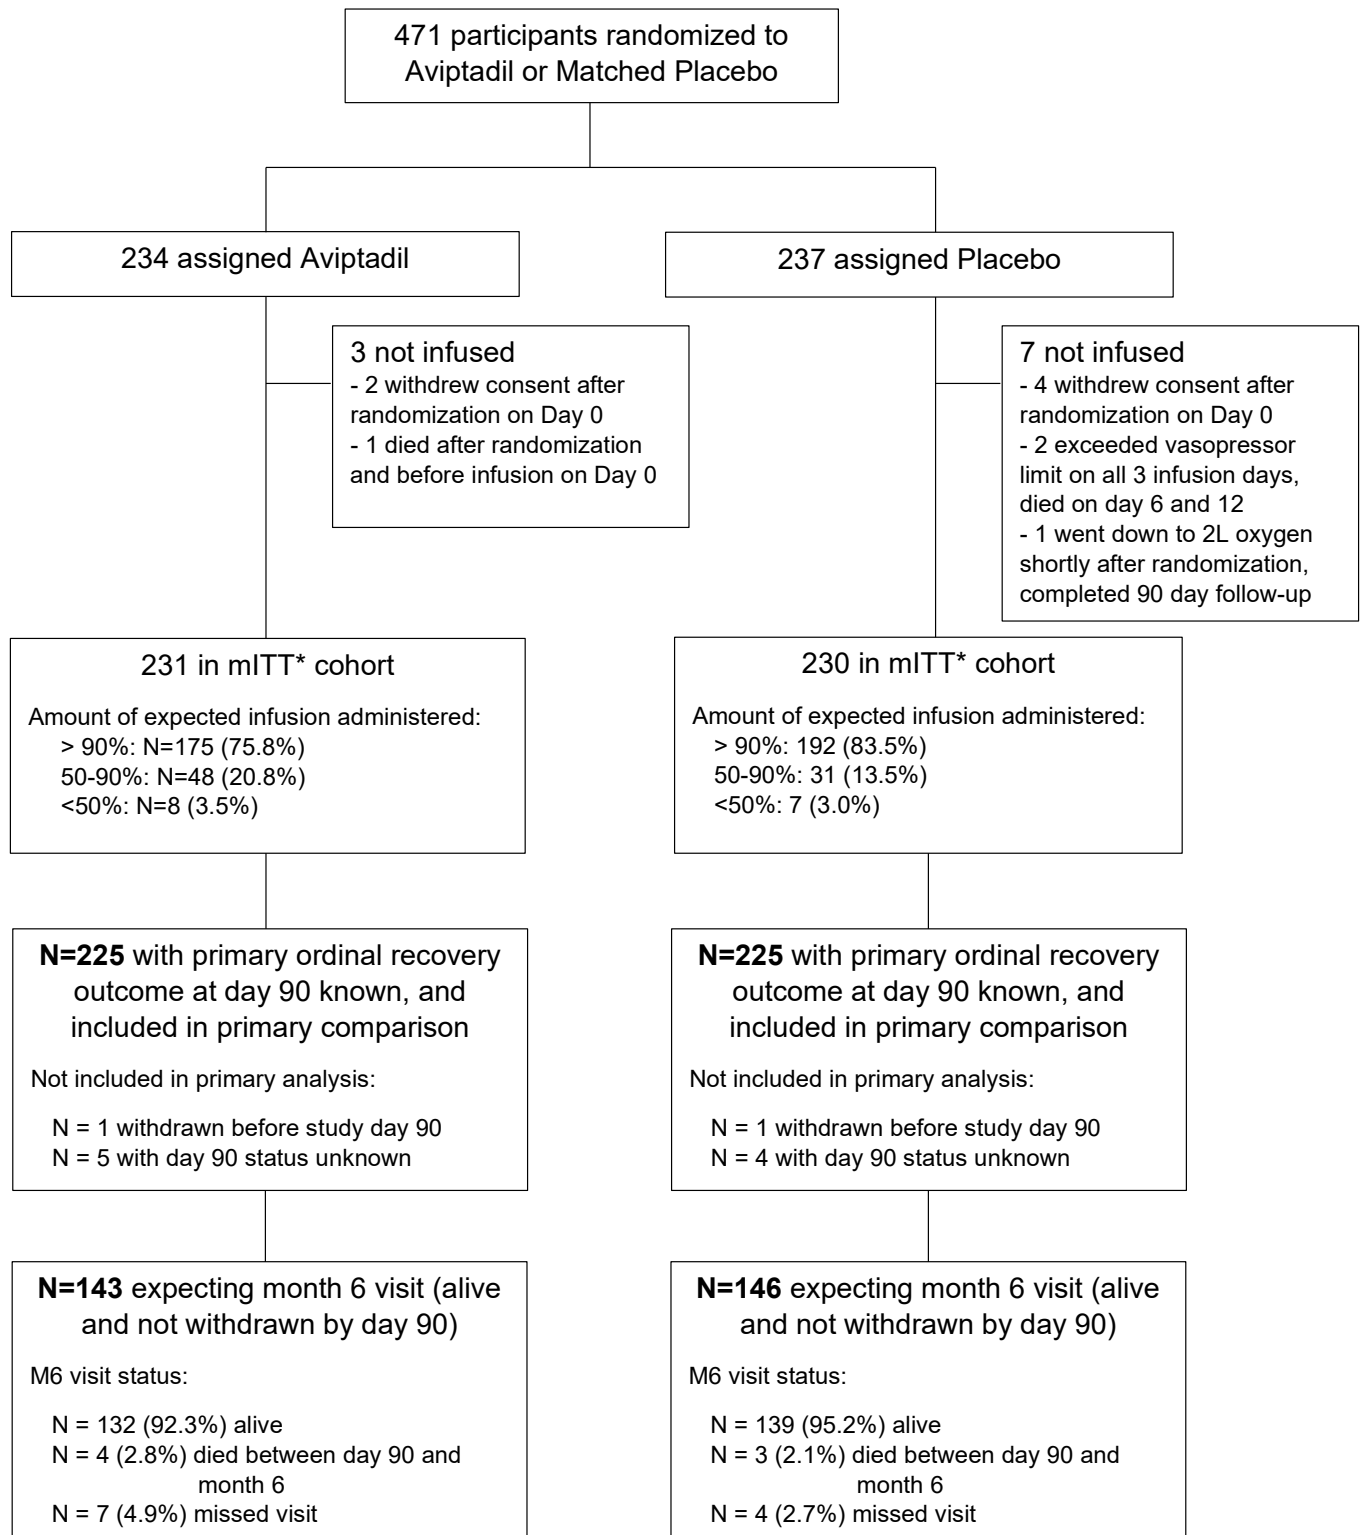 471 participants randomized to
Aviptadil or Matched Placebo
234 assigned Aviptadil
237 assigned Placebo
3 not infused
- 2 withdrew consent after
randomization on Day 0
- 1 died after randomization
and before infusion on Day 0
7 not infused
- 4 withdrew consent after
randomization on Day 0
- 2 exceeded vasopressor
limit on all 3 infusion days,
died on day 6 and 12
- 1 went down to 2L oxygen
shortly after randomization,
completed 90 day follow-up
231 in mITT* cohort
Amount of expected infusion administered:
> 90%: N=175 (75.8%)
50-90%: N=48 (20.8%)
<50%: N=8 (3.5%)
230 in mITT* cohort
Amount of expected infusion administered:
> 90%: 192 (83.5%)
50-90%: 31 (13.5%)
<50%: 7 (3.0%)
N=225 with primary ordinal recovery
outcome at day 90 known, and
included in primary comparison
Not included in primary analysis:
N = 1 withdrawn before study day 90
N = 5 with day 90 status unknown
N=225 with primary ordinal recovery
outcome at day 90 known, and
included in primary comparison
Not included in primary analysis:
N = 1 withdrawn before study day 90
N = 4 with day 90 status unknown
N=143 expecting month 6 visit (alive
and not withdrawn by day 90)
M6 visit status:
N = 132 (92.3%) alive
N = 4 (2.8%) died between day 90 and
month 6
N = 7 (4.9%) missed visit
N=146 expecting month 6 visit (alive
and not withdrawn by day 90)
M6 visit status:
N = 139 (95.2%) alive
N = 3 (2.1%) died between day 90 and
month 6
N = 4 (2.7%) missed visit